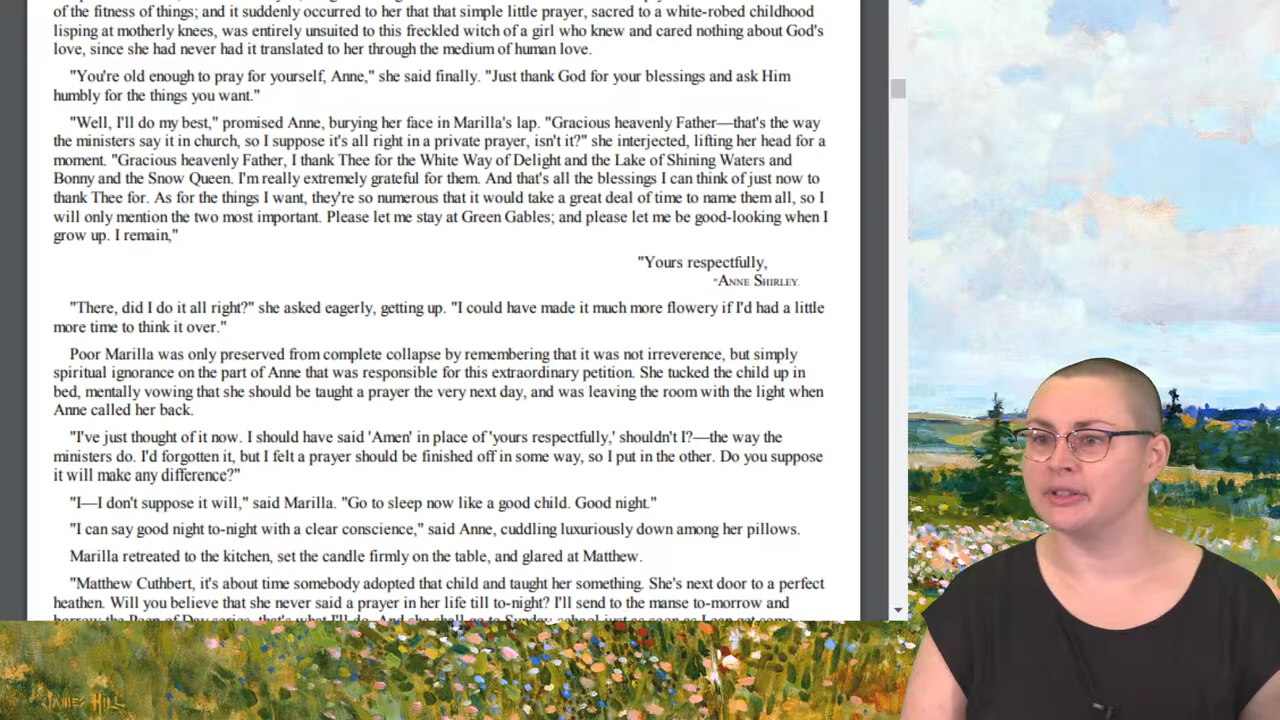 of the fitness of things; and it suddenly occurred to her that that simple little prayer, sacred to a white-robed childhood
lisping at motherly knees, was entirely unsuited to this freckled witch of a girl who knew and cared nothing about God's
love, since she had never had it translated to her through the medium of human love.
"You're old enough to pray for yourself, Anne," she said finally. "Just thank God for your blessings and ask Him
humbly for the things you want."
"Well, I'll do my best," promised Anne, burying her face in Marilla's lap. "Gracious heavenly Father—that's the way
the ministers say it in church, so I suppose it's all right in a private prayer, isn't it?" she interjected, lifting her head for a
moment. "Gracious heavenly Father, I thank Thee for the White Way of Delight and the Lake of Shining Waters and
Bonny and the Snow Queen. I'm really extremely grateful for them. And that's all the blessings I can think of just now to
thank Thee for. As for the things I want, they're so numerous that it would take a great deal of time to name them all, so I
will only mention the two most important. Please let me stay at Green Gables; and please let me be good-looking when I
grow up. I remain,"
"Yours respectfully,
"ANNE SHIRLEY.
"There, did I do it all right?" she asked eagerly, getting up. "I could have made it much more flowery if I'd had a little
more time to think it over."
Poor Marilla was only preserved from complete collapse by remembering that it was not irreverence, but simply
spiritual ignorance on the part of Anne that was responsible for this extraordinary petition. She tucked the child up in
bed, mentally vowing that she should be taught a prayer the very next day, and was leaving the room with the light when
Anne called her back.
"I've just thought of it now. I should have said 'Amen' in place of 'yours respectfully,' shouldn't I?—the way the
ministers do. I'd forgotten it, but I felt a prayer should be finished off in some way, so I put in the other. Do you suppose
it will make any difference?"
"I—I don't suppose it will," said Marilla. "Go to sleep now like a good child. Good night."
"I can say good night to-night with a clear conscience," said Anne, cuddling luxuriously down among her pillows.
Marilla retreated to the kitchen, set the candle firmly on the table, and glared at Matthew.
"Matthew Cuthbert, it's about time somebody adopted that child and taught her something. She's next door to a perfect
heathen. Will you believe that she never said a prayer in her life till to-night? I'll send to the manse to-morrow and
JAMES HILL